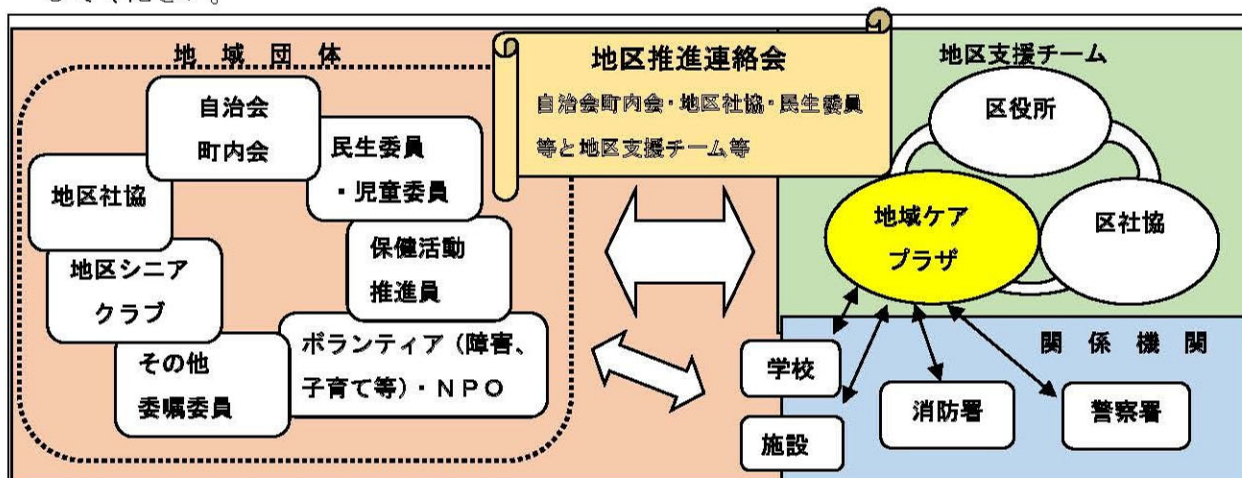 地域団体
自治会
町内会
民生委員
・児童委員
地区社協
保健活動
推進員
地区シニア
クラブ
ボランティア（障害、
子育て等）・ＮＰＯ
その他
委嘱委員
地区推進連絡会
自治会町内会・地区社協・民生委員
等と地区支援チーム等
地区支援チーム
区役所
地域ケア
プラザ
区社協
関係機関
学校
施設
消防署
警察署